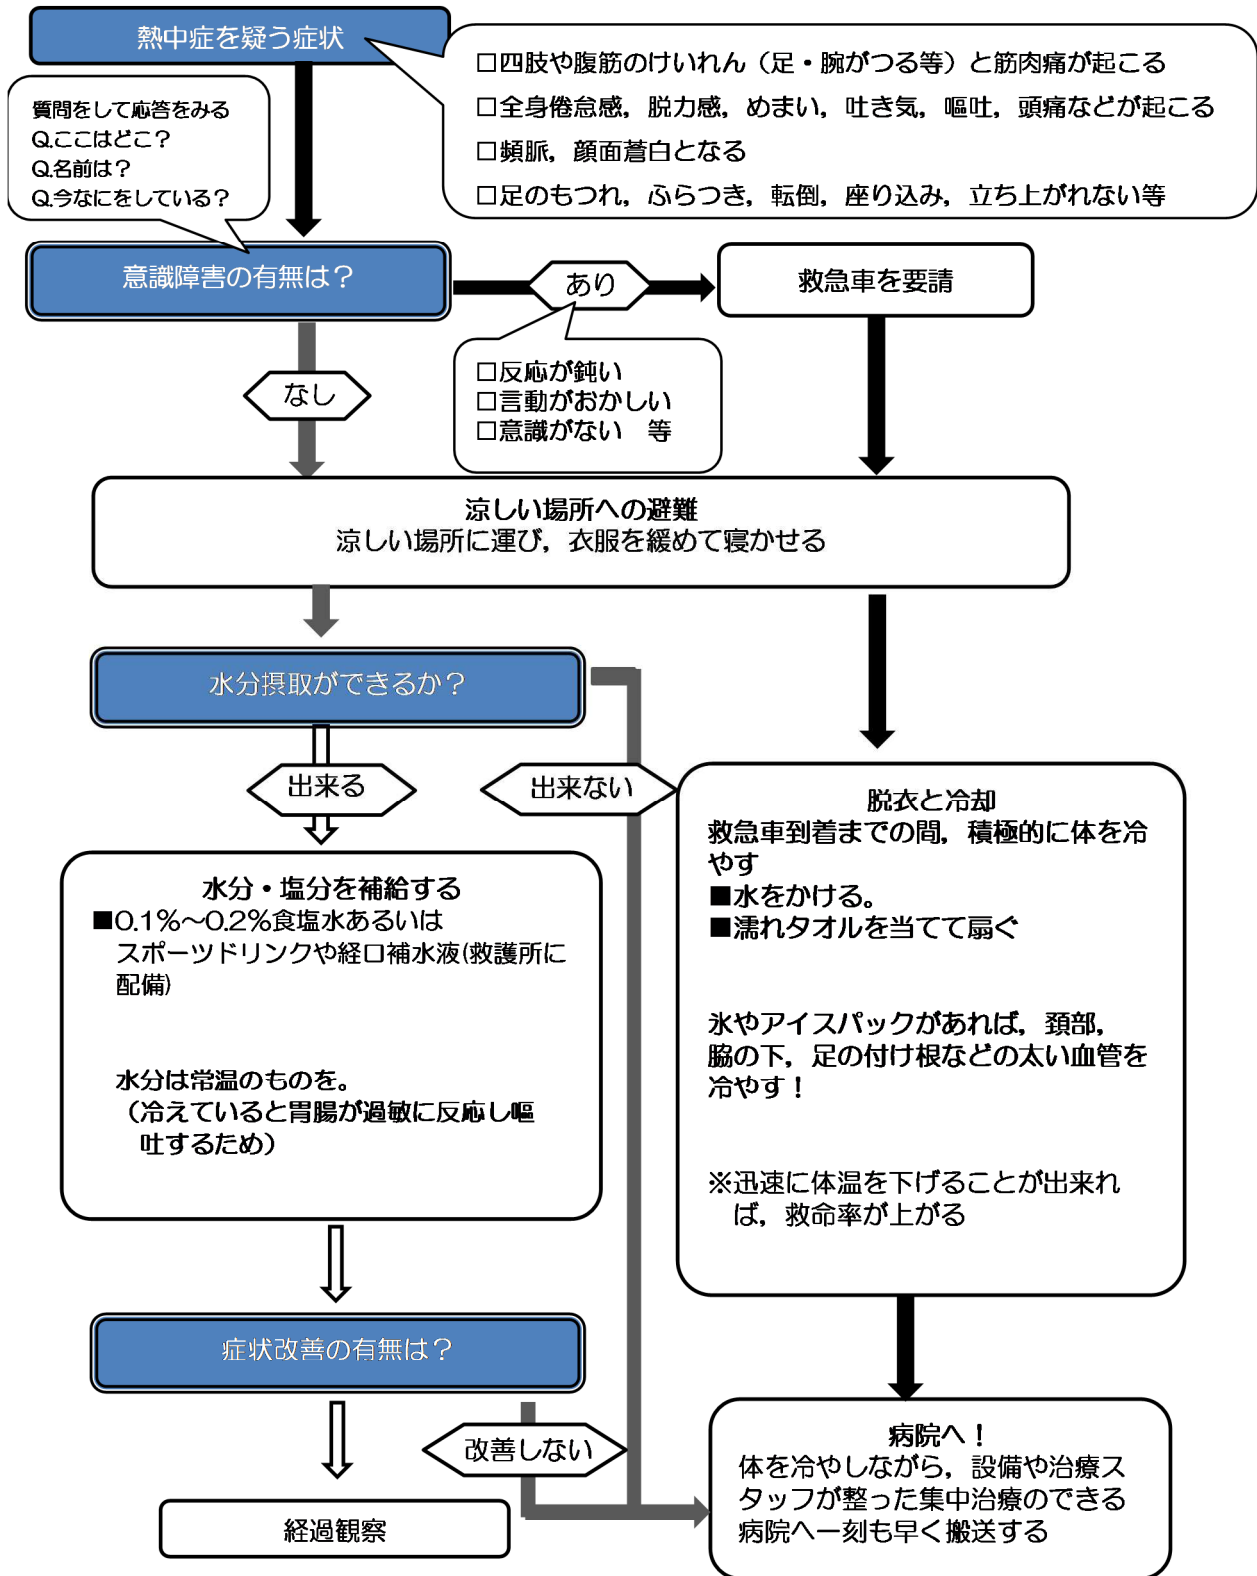 熱中症を疑う症状
□四肢や腹筋のけいれん（足・腕がつる等）と筋肉痛が起こる
□全身倦怠感，脱力感，めまい，吐き気，嘔吐，頭痛などが起こる
□頻脈，顔面蒼白となる
□足のもつれ，ふらつき，転倒，座り込み，立ち上がれない等
質問をして応答をみる
Q.ここはどこ？
Q.名前は？
Q.今なにをしている？
意識障害の有無は？
あり
救急車を要請
□反応が鈍い
□言動がおかしい
□意識がない　等
なし
涼しい場所への避難
涼しい場所に運び，衣服を緩めて寝かせる
水分摂取ができるか？
出来る
出来ない
水分・塩分を補給する
■0.1％～0.2％食塩水あるいは
スポーツドリンクや経口補水液(救護所に
配備)
水分は常温のものを。
（冷えていると胃腸が過敏に反応し嘔
吐するため）
脱衣と冷却
救急車到着までの間，積極的に体を冷
やす
■水をかける。
■濡れタオルを当てて扇ぐ
氷やアイスパックがあれば，頚部，
脇の下，足の付け根などの太い血管を
冷やす！
※迅速に体温を下げることが出来れ
ば，救命率が上がる
症状改善の有無は？
改善しない
経過観察
病院へ！
体を冷やしながら，設備や治療ス
タッフが整った集中治療のできる
病院へ一刻も早く搬送する